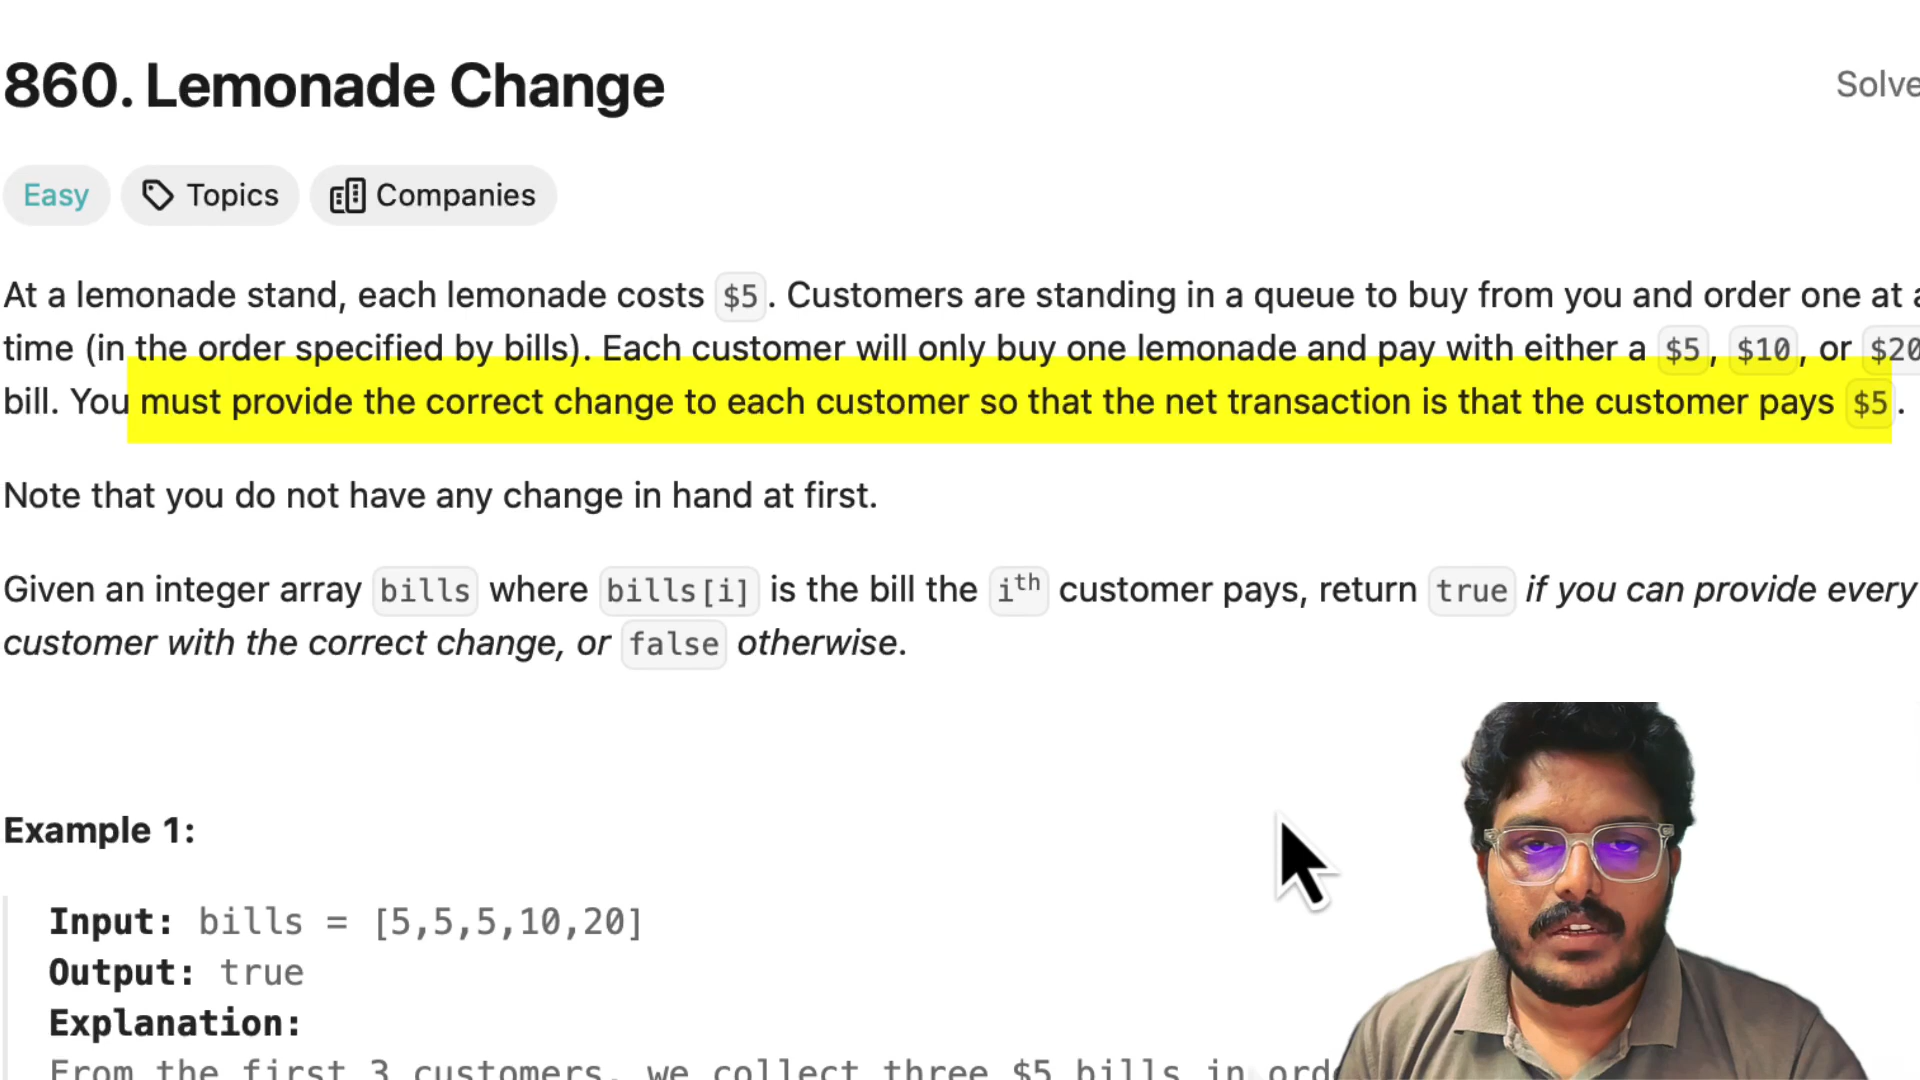 860. Lemonade Change
Solve
Easy
Topics
Companies
At a lemonade stand, each lemonade costs $5. Customers are standing in a queue to buy from you and order one at a
time (in the order specified by bills). Each customer will only buy one lemonade and pay with either a $5, $10, or $20
bill. You must provide the correct change to each customer so that the net transaction is that the customer pays $5.
Note that you do not have any change in hand at first.
Given an integer array bills where bills[i] is the bill the ith customer pays, return true if you can provide every
customer with the correct change, or false otherwise.
Example 1:
Input: bills = [5,5,5,10,20]
Output: true
Explanation:
From the first 3 customers, we collect three $5 bills in ord